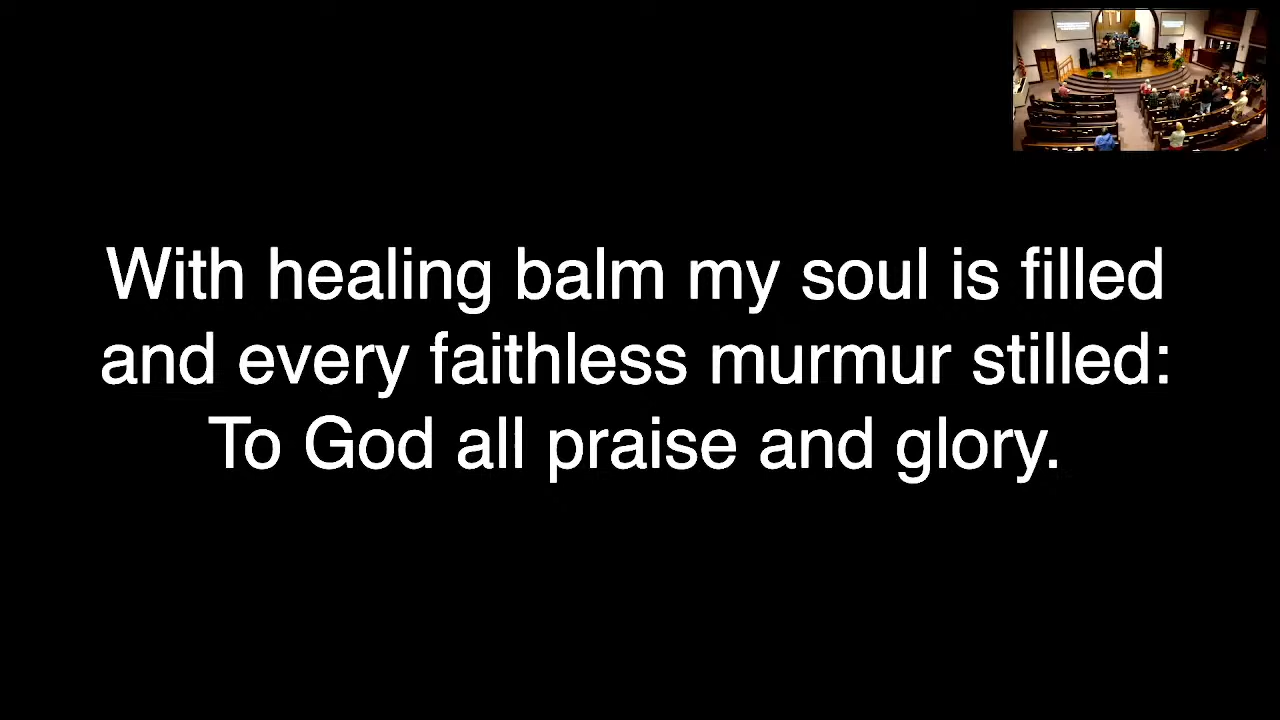 With healing balm my soul is filled
and every faithless murmur stilled:
To God all praise and glory.